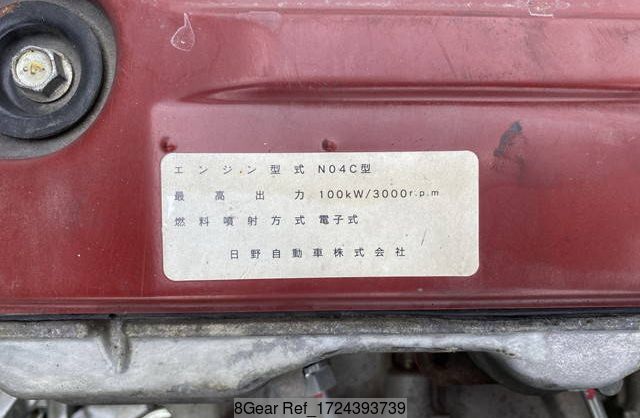 エンジン型式 N04C型
最高出力 100kW/3000r.p.m
燃料噴射方式 電子式
日野自動車株式会社
8Gear Ref_1724393739